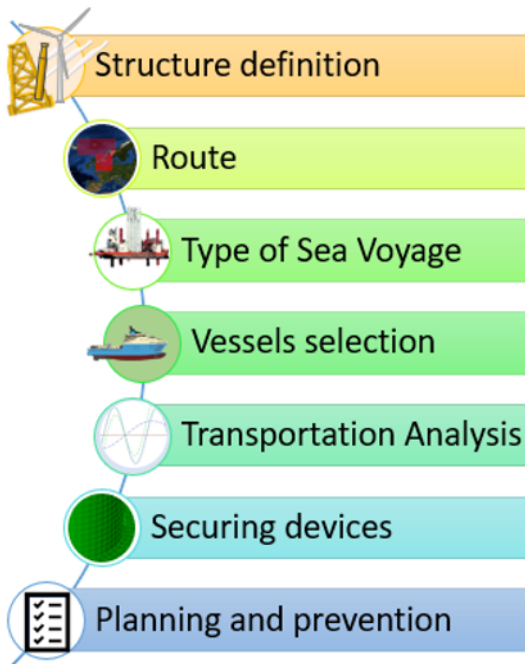 Structure definition
Route
Type of Sea Voyage
Vessels selection
Transportation Analysis
Securing devices
Planning and prevention